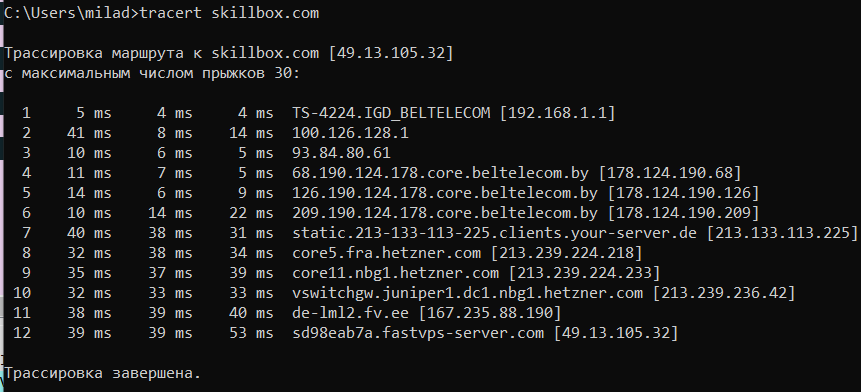 C:\Users\milad>tracert skillbox.com
Трассировка маршрута к skillbox.com [49.13.105.32]
с максимальным числом прыжков 30:
1 5 ms 4 ms 4 ms TS-4224.IGD_BELTELECOM [192.168.1.1]
2 41 ms 8 ms 14 ms 100.126.128.1
3 10 ms 6 ms 5 ms 93.84.80.61
4 11 ms 7 ms 5 ms 68.190.124.178.core.beltelecom.by [178.124.190.68]
5 14 ms 6 ms 9 ms 126.190.124.178.core.beltelecom.by [178.124.190.126]
6 10 ms 14 ms 22 ms 209.190.124.178.core.beltelecom.by [178.124.190.209]
7 40 ms 38 ms 31 ms static.213-133-113-225.clients.your-server.de [213.133.113.225]
8 32 ms 38 ms 34 ms core5.fra.hetzner.com [213.239.224.218]
9 35 ms 37 ms 39 ms core11.nbg1.hetzner.com [213.239.224.233]
10 32 ms 33 ms 33 ms vswitchgw.juniper1.dc1.nbg1.hetzner.com [213.239.236.42]
11 38 ms 39 ms 40 ms de-lml2.fv.ee [167.235.88.190]
12 39 ms 39 ms 53 ms sd98eab7a.fastvps-server.com [49.13.105.32]
Трассировка завершена.